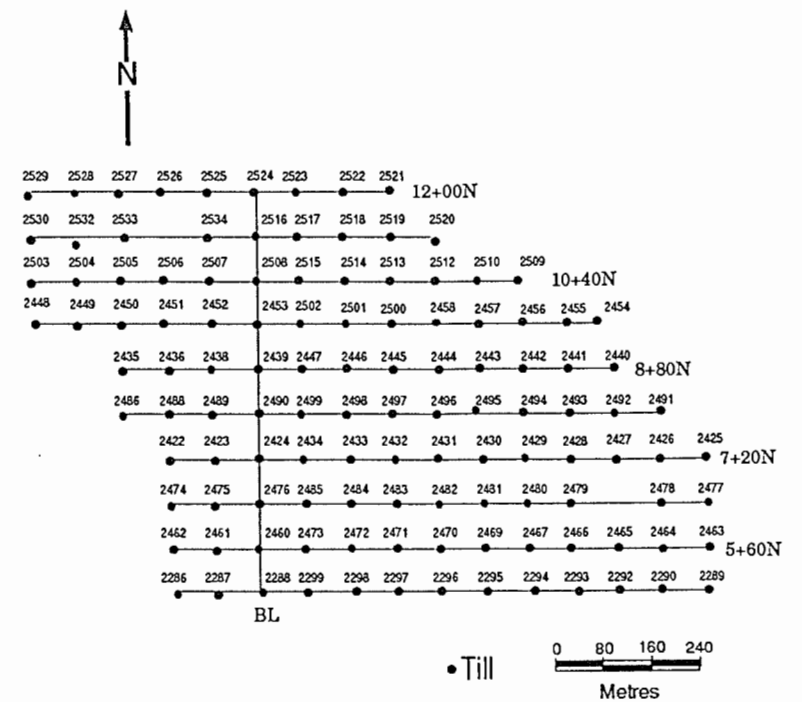 N
2529 2528 2527 2526 2525 2524 2523 2522 2521
12+00N
2530 2532 2533 2534 2516 2517 2518 2519 2520
2503 2504 2505 2506 2507 2508 2515 2514 2513 2512 2510 2509
10+40N
2448 2449 2450 2451 2452 2453 2502 2501 2500 2458 2457 2456 2455 2454
2435 2436 2438 2439 2447 2446 2445 2444 2443 2442 2441 2440
8+80N
2486 2488 2489 2490 2499 2498 2497 2496 2495 2494 2493 2492 2491
2422 2423 2424 2434 2433 2432 2431 2430 2429 2428 2427 2426 2425
7+20N
2474 2475 2476 2485 2484 2483 2482 2481 2480 2479 2478 2477
2462 2461 2460 2473 2472 2471 2470 2469 2467 2466 2465 2464 2463
5+60N
2286 2287 2288 2299 2298 2297 2296 2295 2294 2293 2292 2290 2289
BL
Till
0 80 160 240
Metres